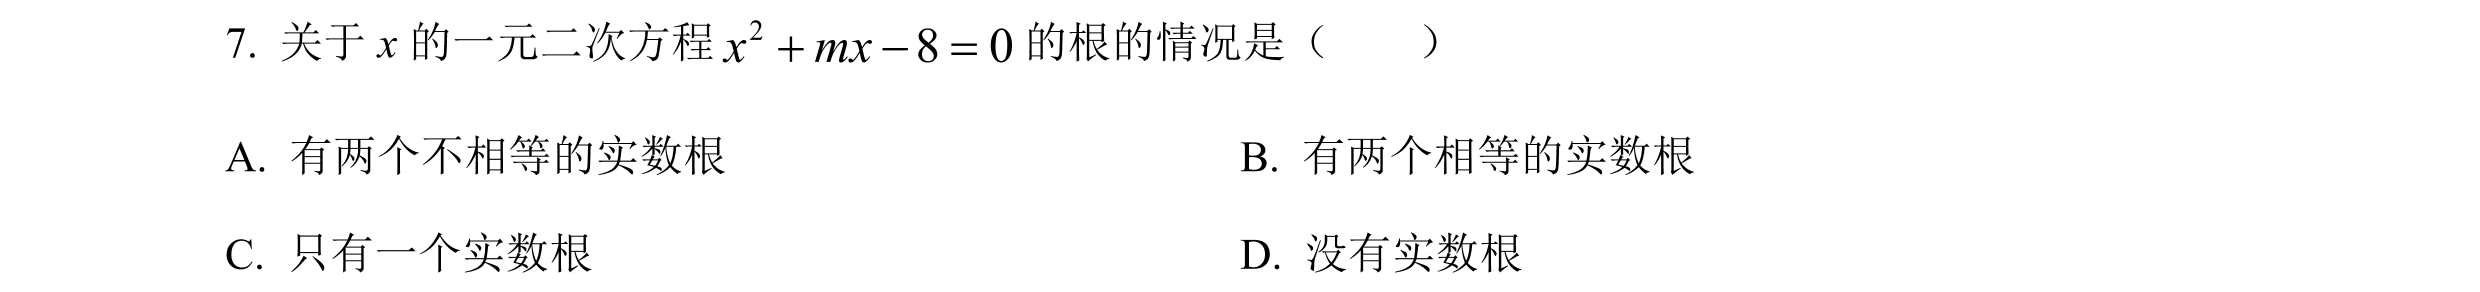 7. 关于 x 的一元二次方程 x² + mx − 8 = 0 的根的情况是（  ）
A. 有两个不相等的实数根 B. 有两个相等的实数根
C. 只有一个实数根 D. 没有实数根